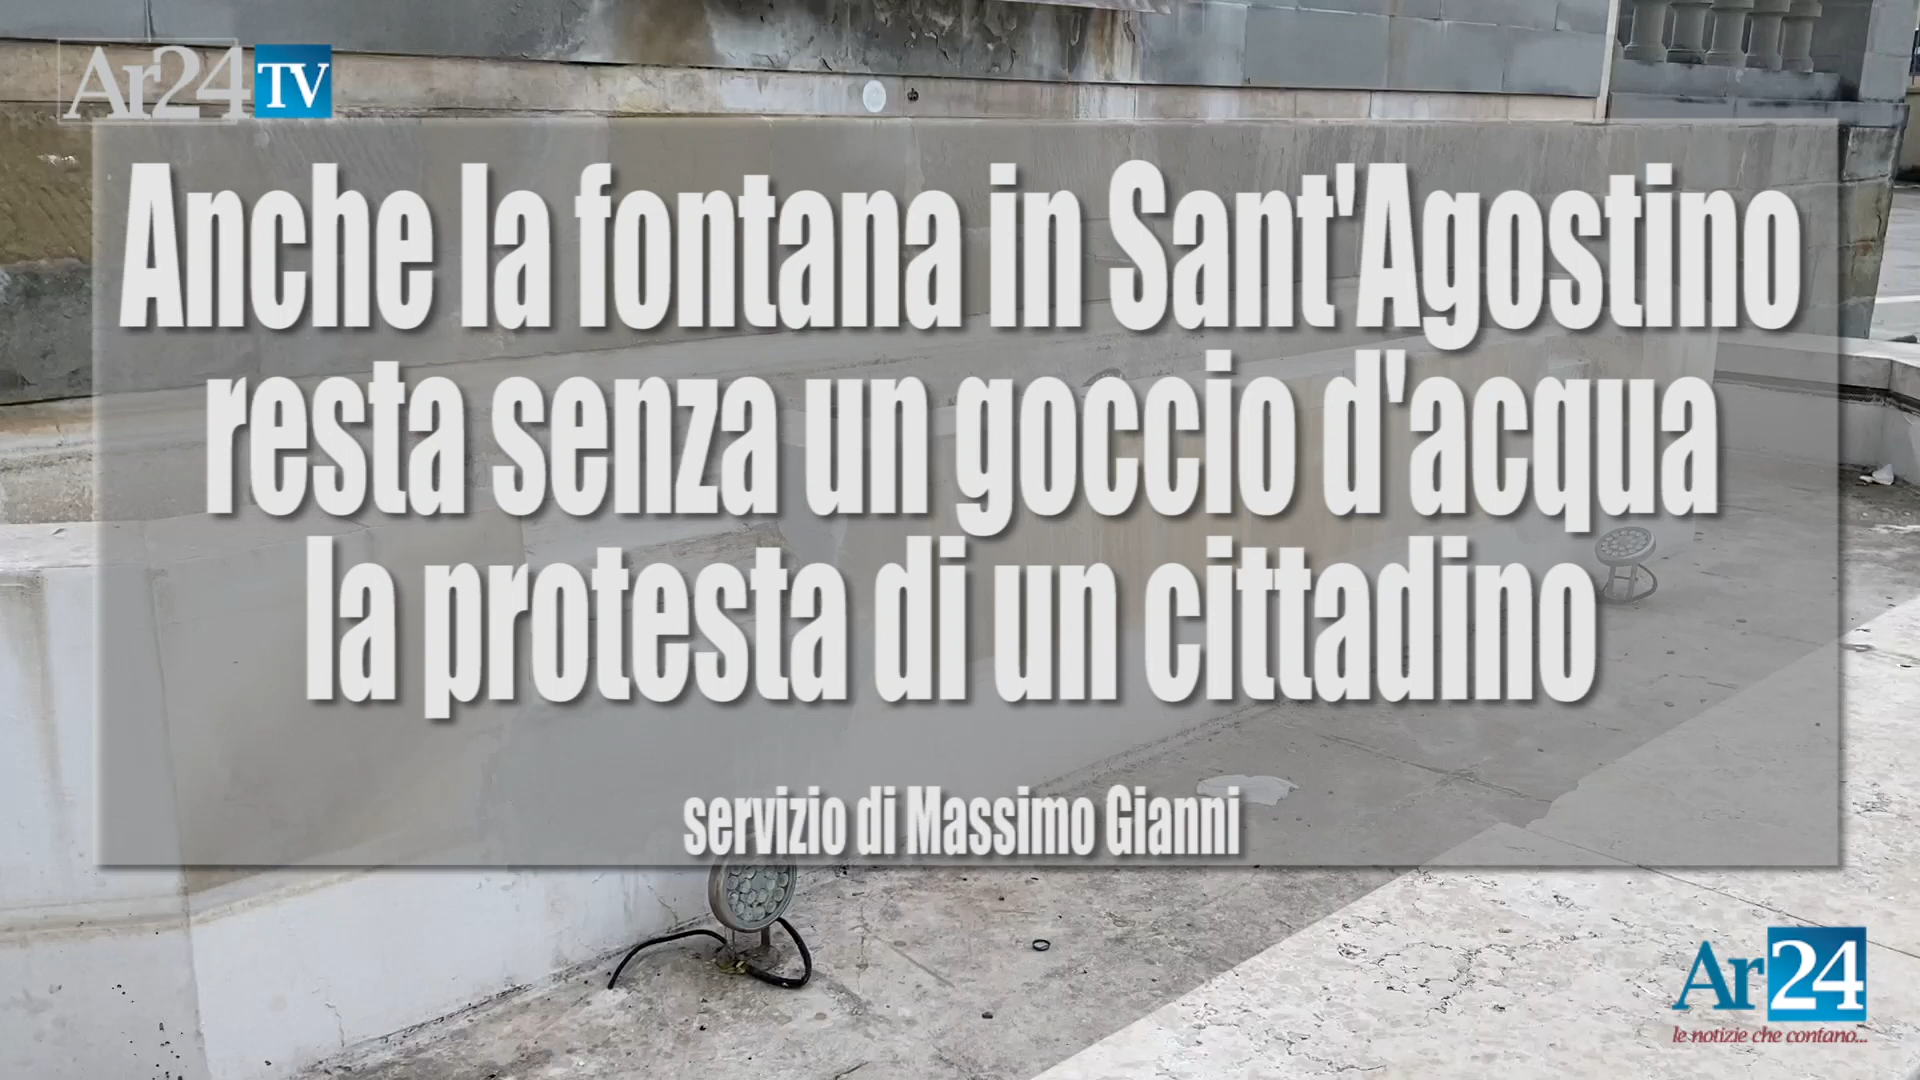 Ar24 TV
Anche la fontana in Sant'Agostino
resta senza un goccio d'acqua
la protesta di un cittadino
servizio di Massimo Gianni
Ar24
le notizie che contano...